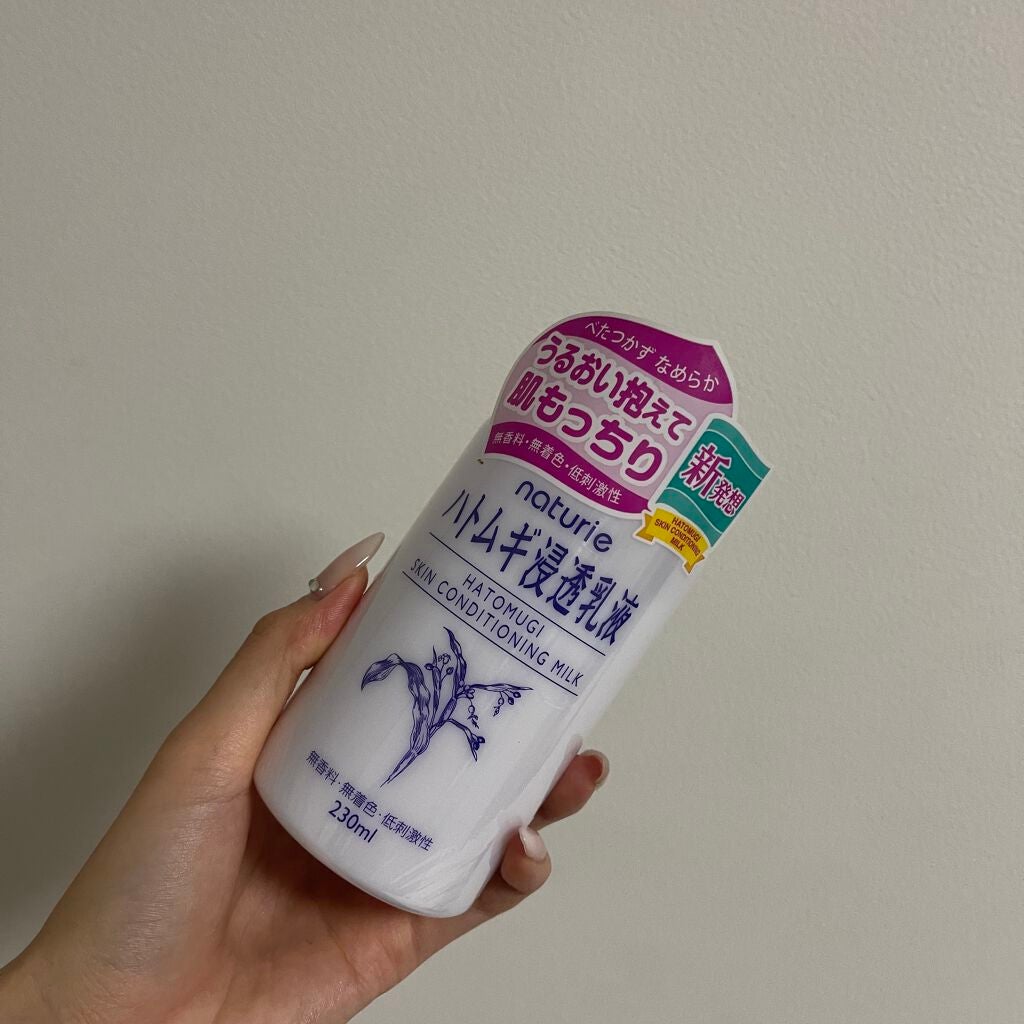 べたつかず なめらか
うるおい抱えて
肌もっちり
無香料・無着色・低刺激性
新発想
HATOMUGI
SKIN CONDITIONING
MILK
naturie
ハトムギ浸透乳液
HATOMUGI
SKIN CONDITIONING MILK
無香料・無着色・低刺激性
230ml